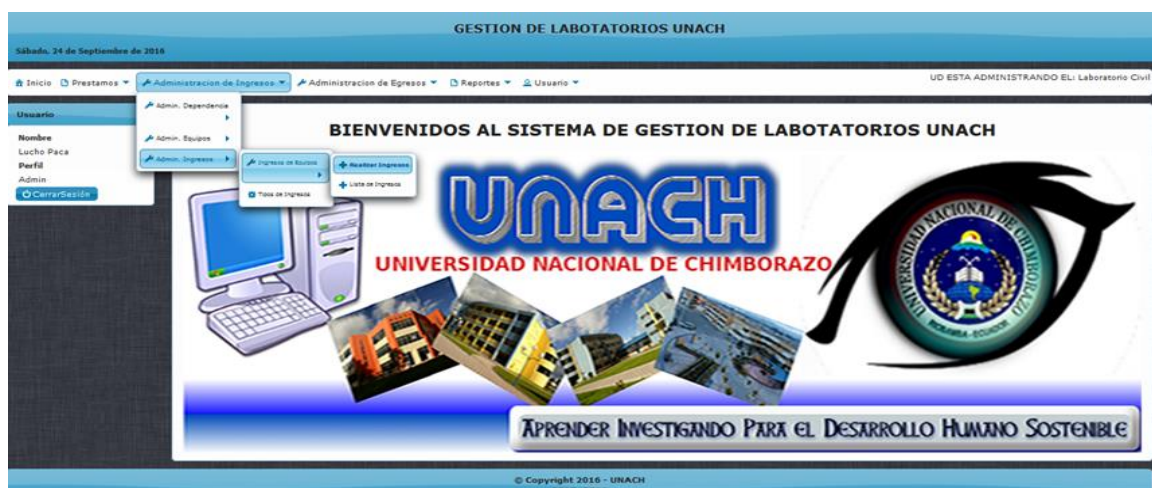 GESTION DE LABOTATORIOS UNACH
Sábado, 24 de Septiembre de 2016
Inicio Prestamos Administracion de Ingresos Administracion de Egresos Reportes Usuario
UD ESTA ADMINISTRANDO EL: Laboratorio Civil
Usuario
Nombre
Lucho Paca
Perfil
Admin
CerrarSesión
Admin. Dependencia
Admin. Equipos
Admin. Ingresos
Ingresos de Equipos
Tipos de Ingresos
Realizar Ingresos
Lista de Ingresos
BIENVENIDOS AL SISTEMA DE GESTION DE LABOTATORIOS UNACH
UNACH
UNIVERSIDAD NACIONAL DE CHIMBORAZO
UNIVERSIDAD NACIONAL DE CHIMBORAZO
RIOBAMBA-ECUADOR
APRENDER INVESTIGANDO PARA EL DESARROLLO HUMANO SOSTENIBLE
© Copyright 2016 - UNACH